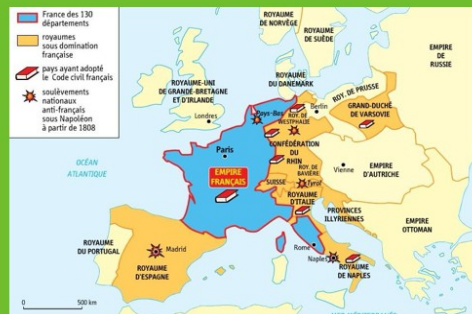 France des 130
départements
royaumes
sous domination
française
pays ayant adopté
le Code civil français
soulèvements
nationaux
anti-français
sous Napoléon
à partir de 1808
ROYAUME
DE NORVÈGE
ROYAUME
DE SUÈDE
EMPIRE
DE
RUSSIE
ROYAUME-UNI
DE GRANDE-BRETAGNE
ET D'IRLANDE
ROYAUME
DU DANEMARK
ROY. DE PRUSSE
Londres
Pays-Bas
Berlin
ROY. DE
WESTPHALIE
GRAND-DUCHÉ
DE VARSOVIE
Paris
CONFÉDÉRATION
DU
RHIN
OCÉAN
ATLANTIQUE
EMPIRE
FRANÇAIS
ROY. DE
BAVIÈRE
Vienne
EMPIRE
D'AUTRICHE
SUISSE
Tyrol
ROYAUME
D'ITALIE
PROVINCES
ILLYRIENNES
EMPIRE
OTTOMAN
ROYAUME
DU PORTUGAL
Madrid
ROYAUME
D'ESPAGNE
Rome
Naples
ROYAUME
DE NAPLES
0
500 km